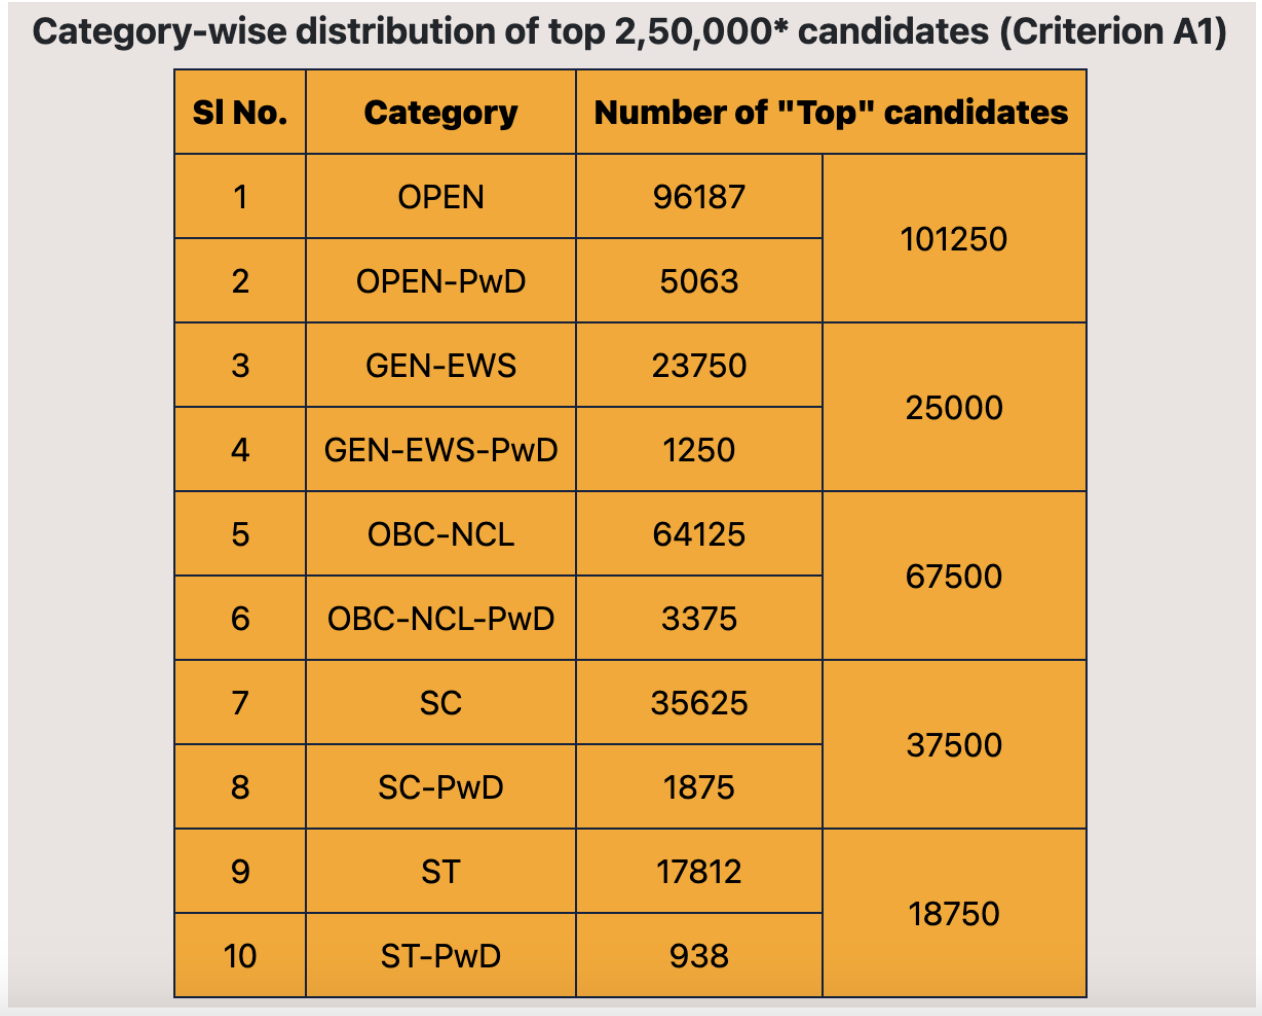 Category-wise distribution of top 2,50,000* candidates (Criterion A1)
Sl No. Category Number of "Top" candidates
1 OPEN 96187 101250
2 OPEN-PwD 5063
3 GEN-EWS 23750 25000
4 GEN-EWS-PwD 1250
5 OBC-NCL 64125 67500
6 OBC-NCL-PwD 3375
7 SC 35625 37500
8 SC-PwD 1875
9 ST 17812 18750
10 ST-PwD 938